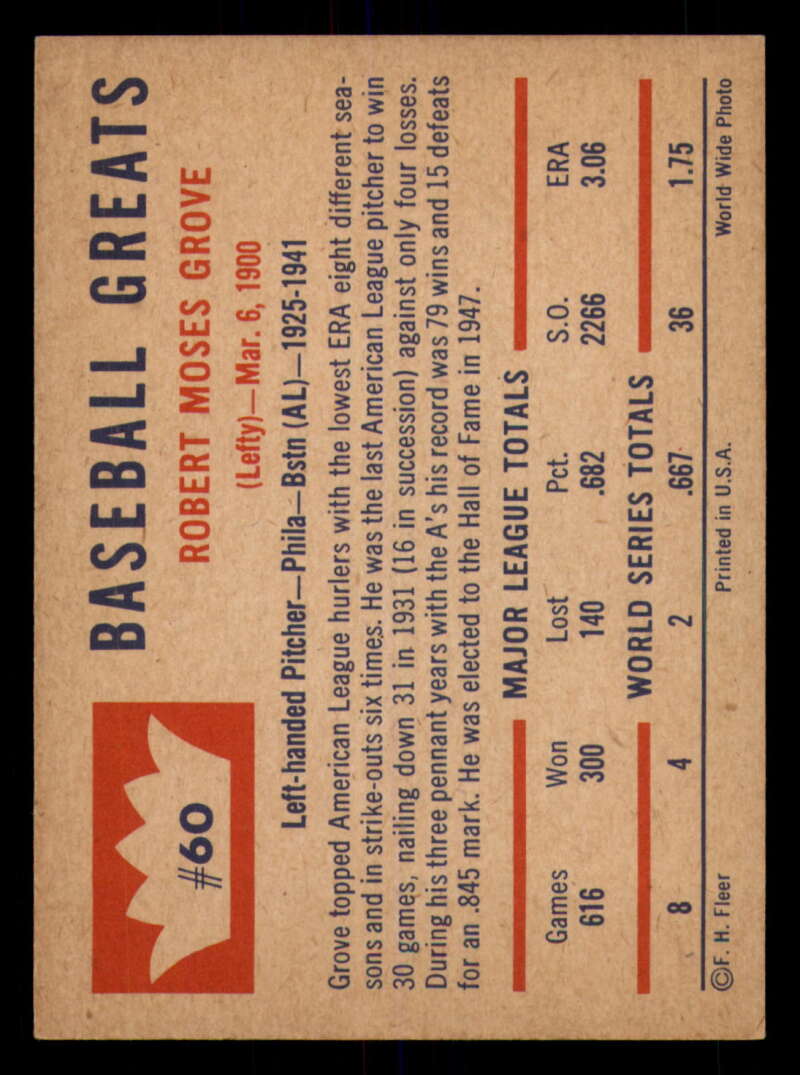 #60
BASEBALL GREATS
ROBERT MOSES GROVE
(Lefty)—Mar. 6, 1900
Left-handed Pitcher—Phila—Bstn (AL)—1925-1941
Grove topped American League hurlers with the lowest ERA eight different sea-
sons and in strike-outs six times. He was the last American League pitcher to win
30 games, nailing down 31 in 1931 (16 in succession) against only four losses.
During his three pennant years with the A's his record was 79 wins and 15 defeats
for an .845 mark. He was elected to the Hall of Fame in 1947.
MAJOR LEAGUE TOTALS
Games Won Lost Pct. S.O. ERA
616 300 140 .682 2266 3.06
WORLD SERIES TOTALS
8 4 2 .667 36 1.75
©F. H. Fleer Printed in U.S.A. World Wide Photo